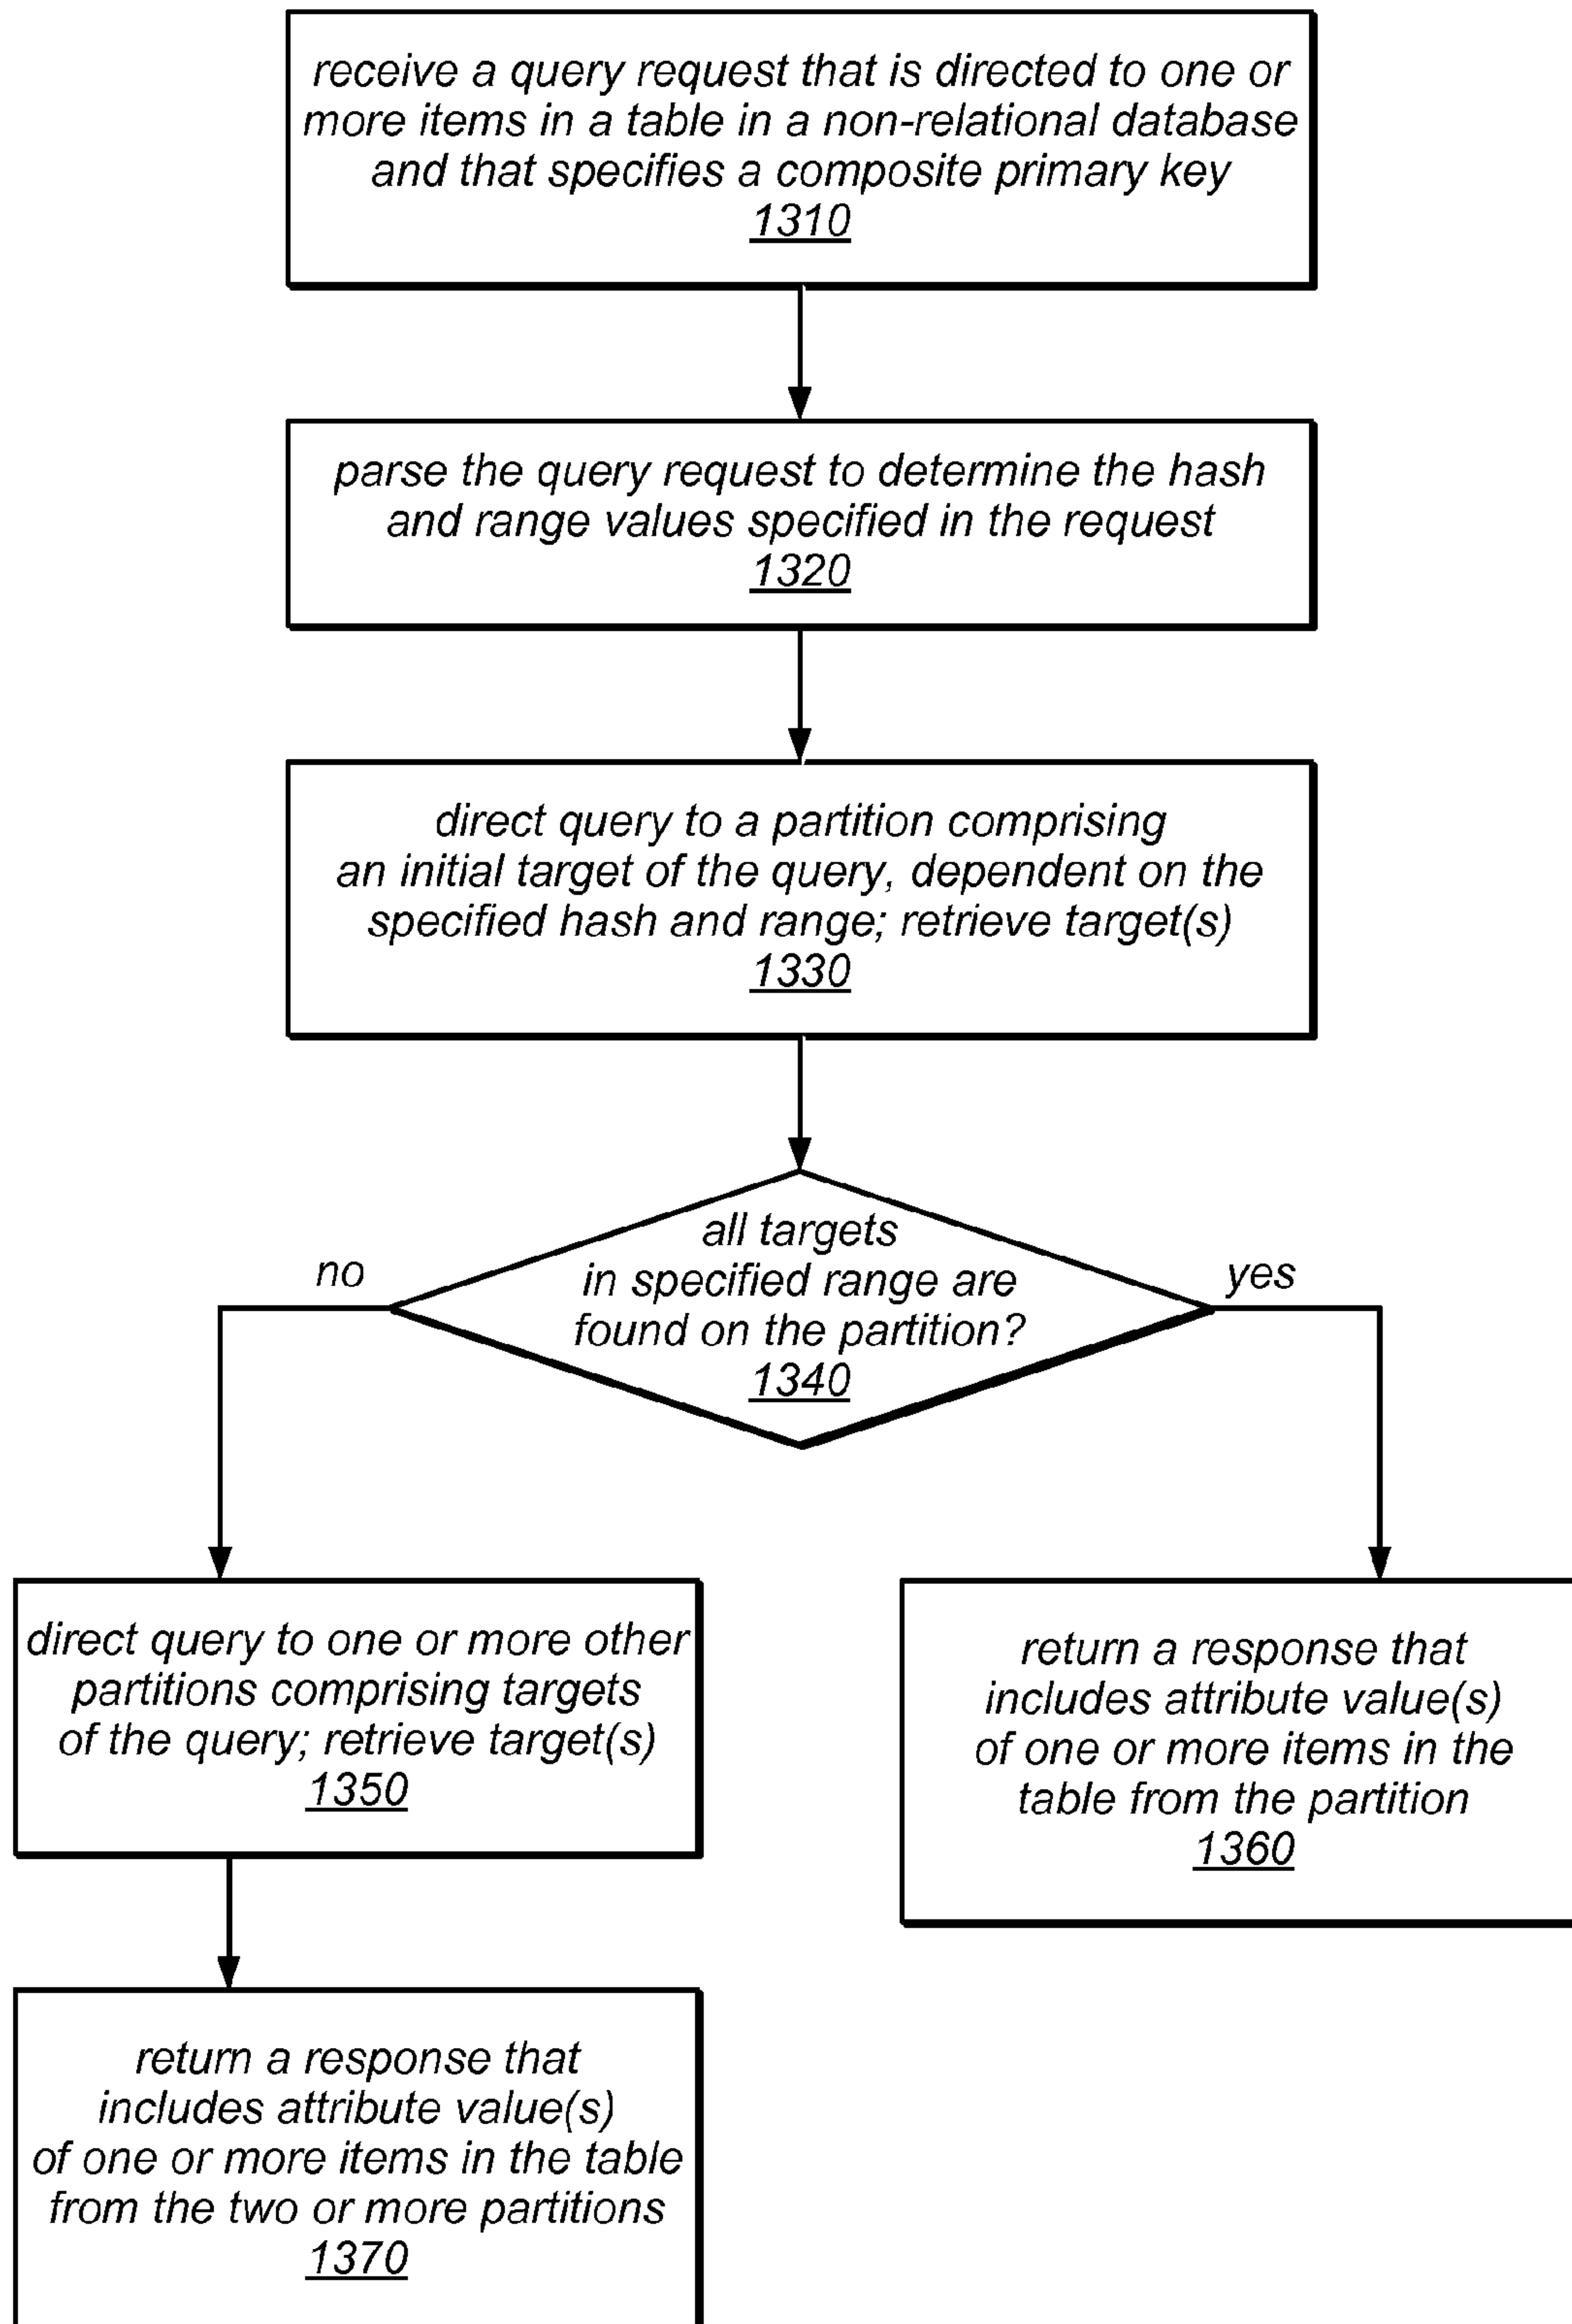 receive a query request that is directed to one or
more items in a table in a non-relational database
and that specifies a composite primary key
1310
parse the query request to determine the hash
and range values specified in the request
1320
direct query to a partition comprising
an initial target of the query, dependent on the
specified hash and range; retrieve target(s)
1330
all targets
in specified range are
found on the partition?
1340
no
yes
direct query to one or more other
partitions comprising targets
of the query; retrieve target(s)
1350
return a response that
includes attribute value(s)
of one or more items in the
table from the partition
1360
return a response that
includes attribute value(s)
of one or more items in the table
from the two or more partitions
1370